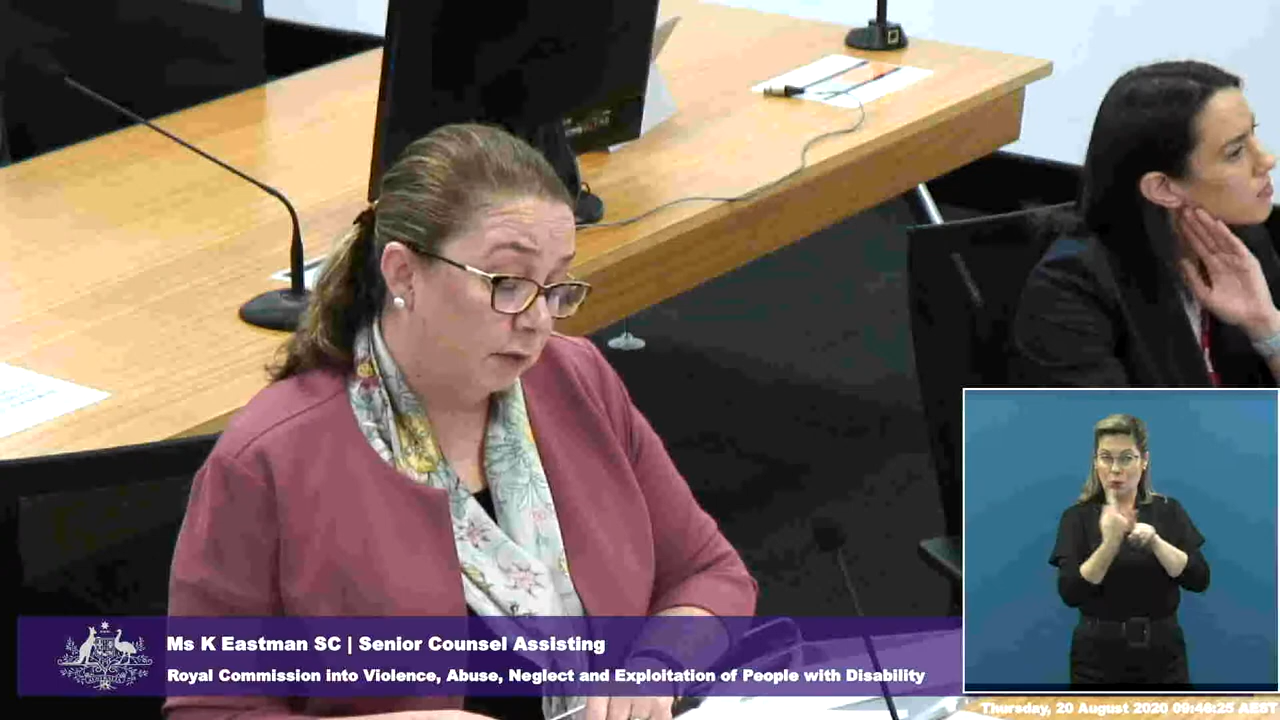 Ms K Eastman SC | Senior Counsel Assisting
Royal Commission into Violence, Abuse, Neglect and Exploitation of People with Disability
Thursday, 20 August 2020 09:46:25 AEST